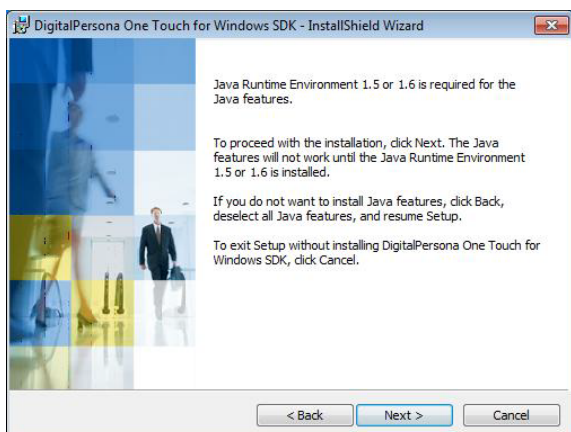 DigitalPersona One Touch for Windows SDK - InstallShield Wizard
Java Runtime Environment 1.5 or 1.6 is required for the
Java features.
To proceed with the installation, click Next. The Java
features will not work until the Java Runtime Environment
1.5 or 1.6 is installed.
If you do not want to install Java features, click Back,
deselect all Java features, and resume Setup.
To exit Setup without installing DigitalPersona One Touch for
Windows SDK, click Cancel.
< Back
Next >
Cancel